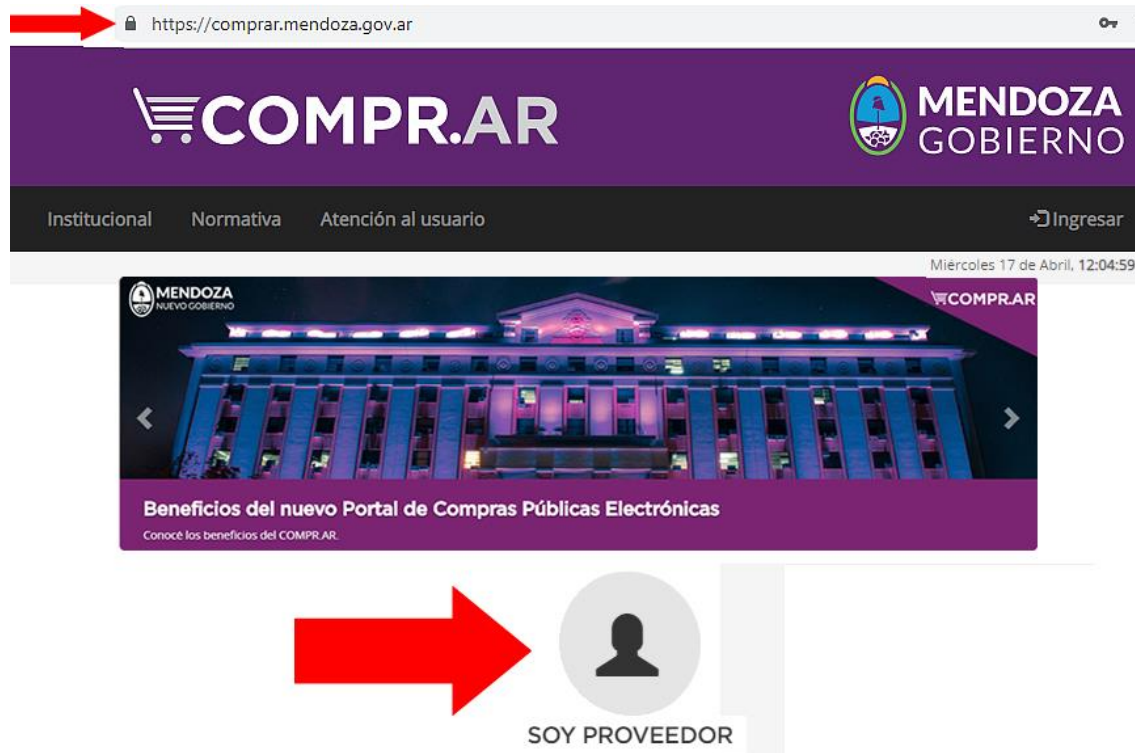 https://comprar.mendoza.gov.ar
COMPR.AR
MENDOZA
GOBIERNO
Institucional Normativa Atención al usuario Ingresar
Miércoles 17 de Abril, 12:04:59
MENDOZA
NUEVO GOBIERNO
COMPR.AR
Beneficios del nuevo Portal de Compras Públicas Electrónicas
Conocé los beneficios del COMPR.AR.
SOY PROVEEDOR